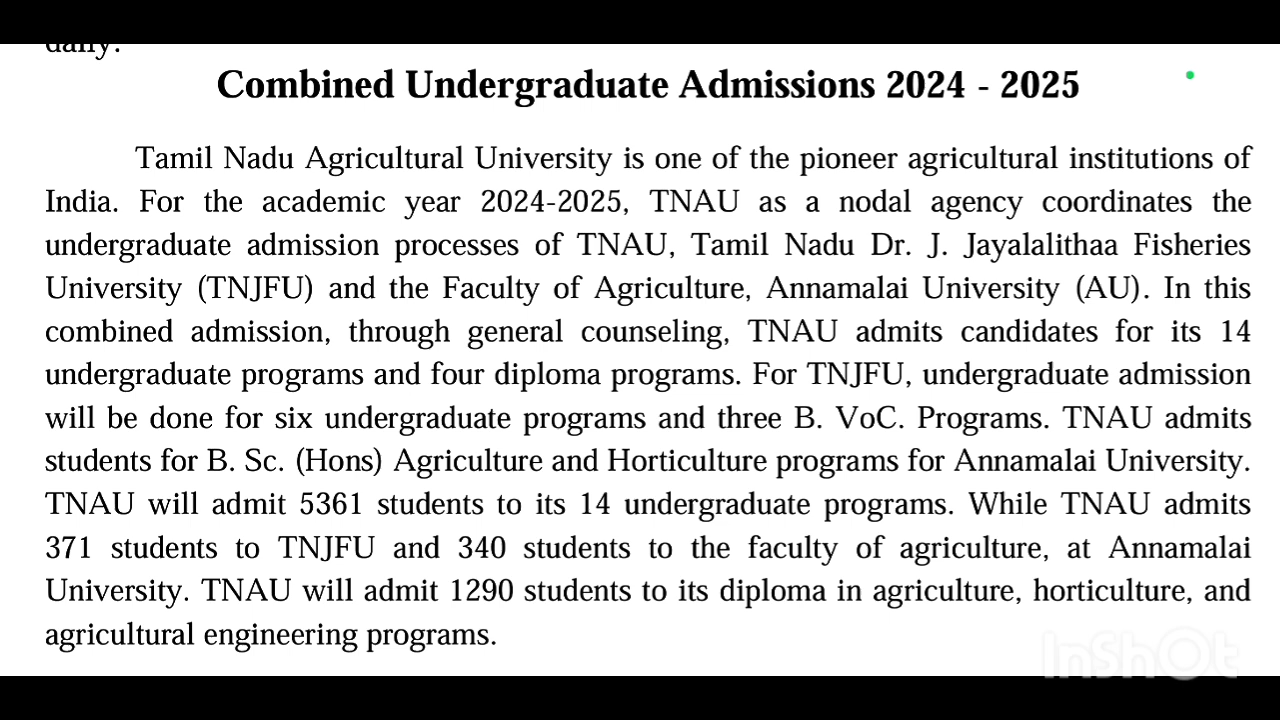 daily.
Combined Undergraduate Admissions 2024 - 2025
Tamil Nadu Agricultural University is one of the pioneer agricultural institutions of
India. For the academic year 2024-2025, TNAU as a nodal agency coordinates the
undergraduate admission processes of TNAU, Tamil Nadu Dr. J. Jayalalithaa Fisheries
University (TNJFU) and the Faculty of Agriculture, Annamalai University (AU). In this
combined admission, through general counseling, TNAU admits candidates for its 14
undergraduate programs and four diploma programs. For TNJFU, undergraduate admission
will be done for six undergraduate programs and three B. VoC. Programs. TNAU admits
students for B. Sc. (Hons) Agriculture and Horticulture programs for Annamalai University.
TNAU will admit 5361 students to its 14 undergraduate programs. While TNAU admits
371 students to TNJFU and 340 students to the faculty of agriculture, at Annamalai
University. TNAU will admit 1290 students to its diploma in agriculture, horticulture, and
agricultural engineering programs.
InShOt